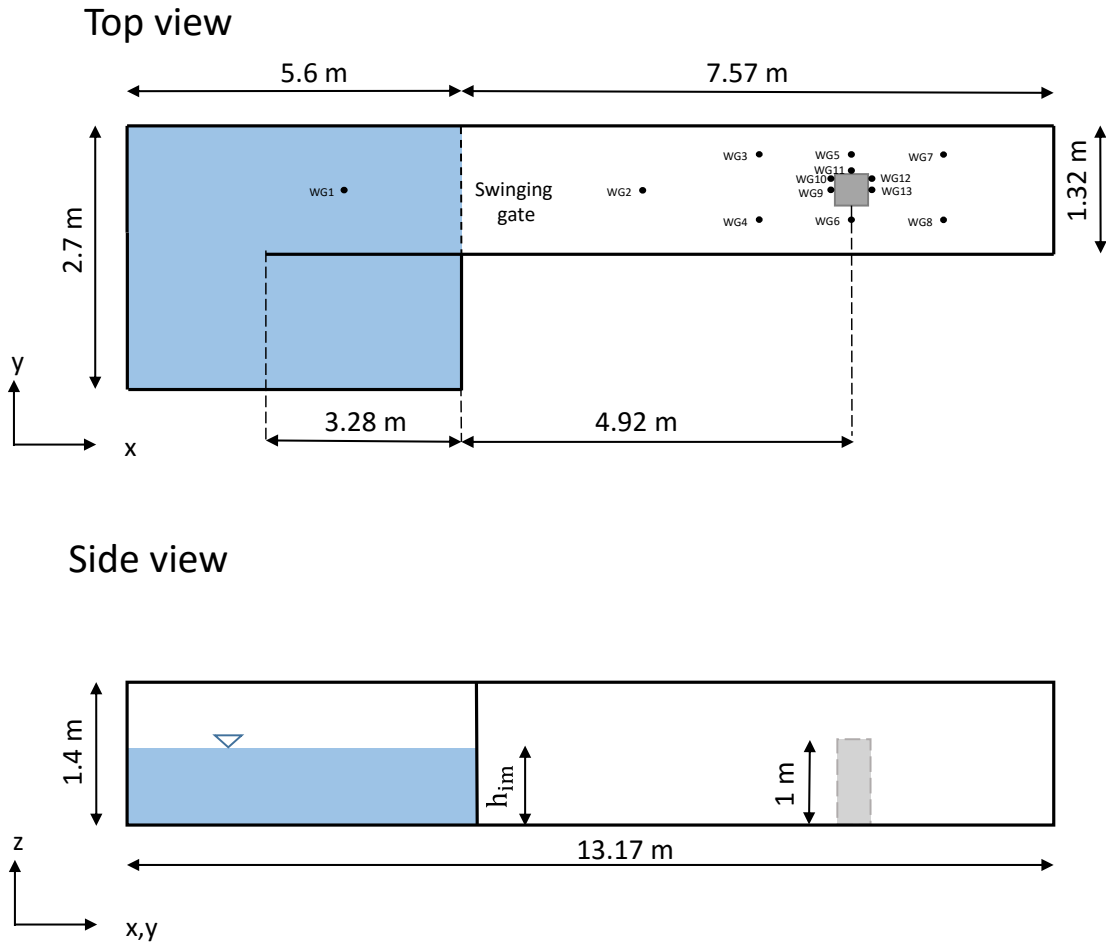 Top view
5.6 m
7.57 m
2.7 m
1.32 m
WG3
WG5
WG7
WG11
WG10
WG12
WG1
Swinging
gate
WG2
WG9
WG13
WG4
WG6
WG8
y
x
3.28 m
4.92 m
Side view
1.4 m
h_im
1 m
z
13.17 m
x,y